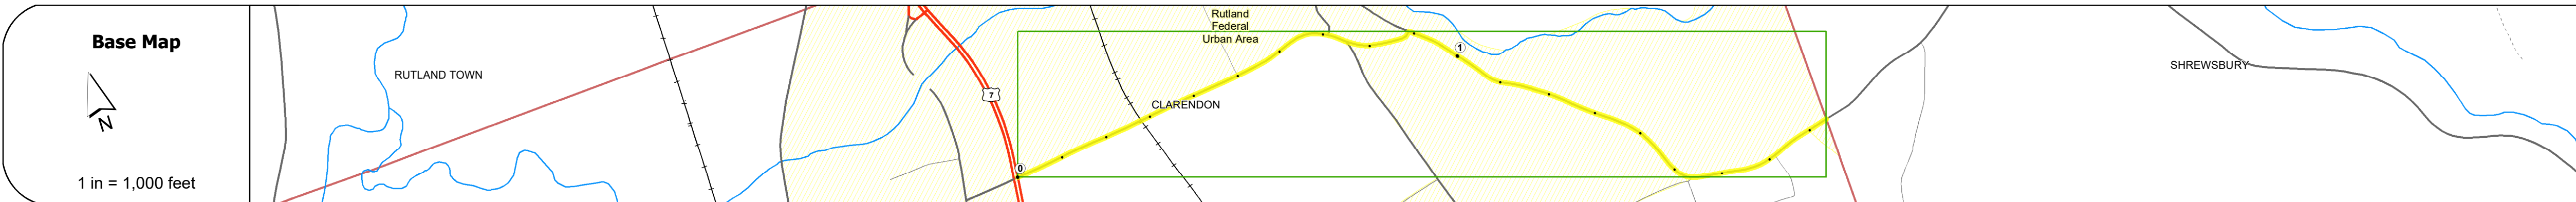 Base Map
N
1 in = 1,000 feet
RUTLAND TOWN
7
Rutland
Federal
Urban Area
CLARENDON
0
1
SHREWSBURY